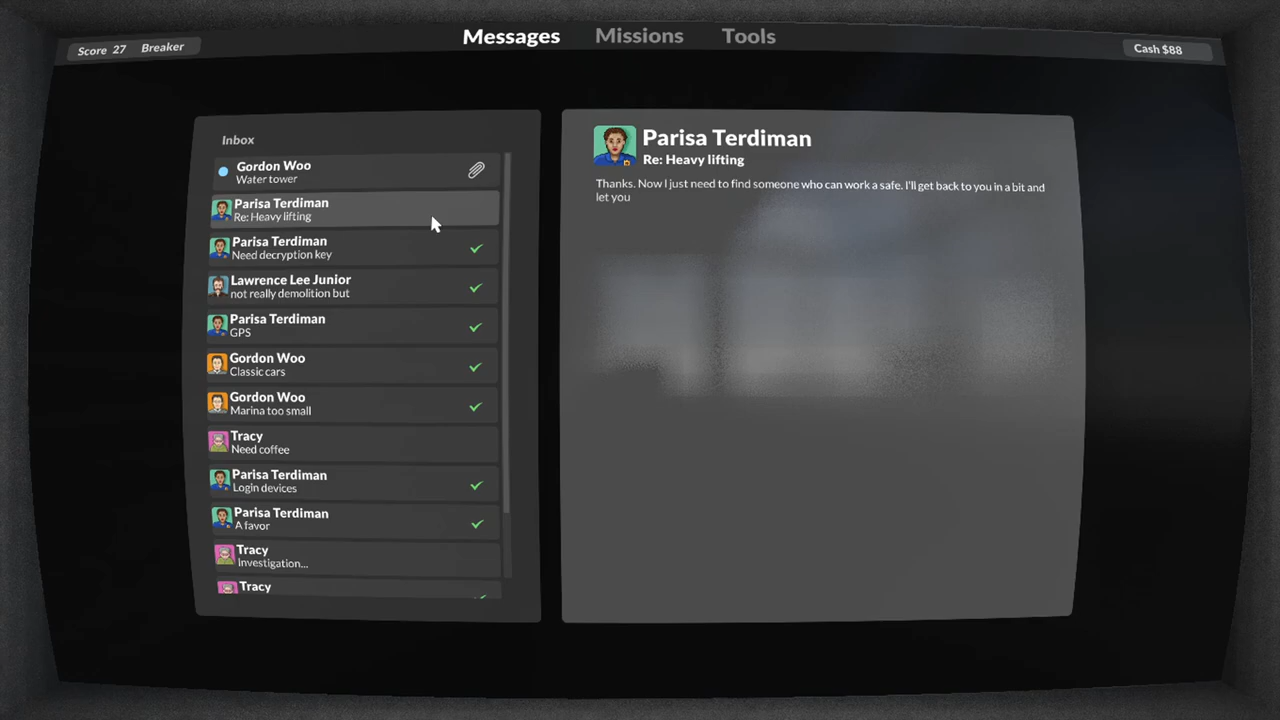 Score 27 Breaker
Messages
Missions
Tools
Cash $88
Inbox
Gordon Woo
Water tower
Parisa Terdiman
Re: Heavy lifting
Parisa Terdiman
Need decryption key
Lawrence Lee Junior
not really demolition but
Parisa Terdiman
GPS
Gordon Woo
Classic cars
Gordon Woo
Marina too small
Tracy
Need coffee
Parisa Terdiman
Login devices
Parisa Terdiman
A favor
Tracy
Investigation...
Tracy
Parisa Terdiman
Re: Heavy lifting
Thanks. Now I just need to find someone who can work a safe. I'll get back to you in a bit and
let you